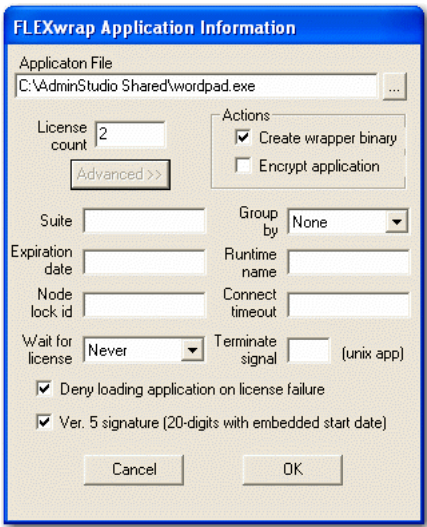 FLEXwrap Application Information
Applicaton File
C:\AdminStudio Shared\wordpad.exe
...
License count
2
Actions
Create wrapper binary
Encrypt application
Advanced >>
Suite
Group by
None
Expiration date
Runtime name
Node lock id
Connect timeout
Wait for license
Never
Terminate signal
(unix app)
Deny loading application on license failure
Ver. 5 signature (20-digits with embedded start date)
Cancel
OK